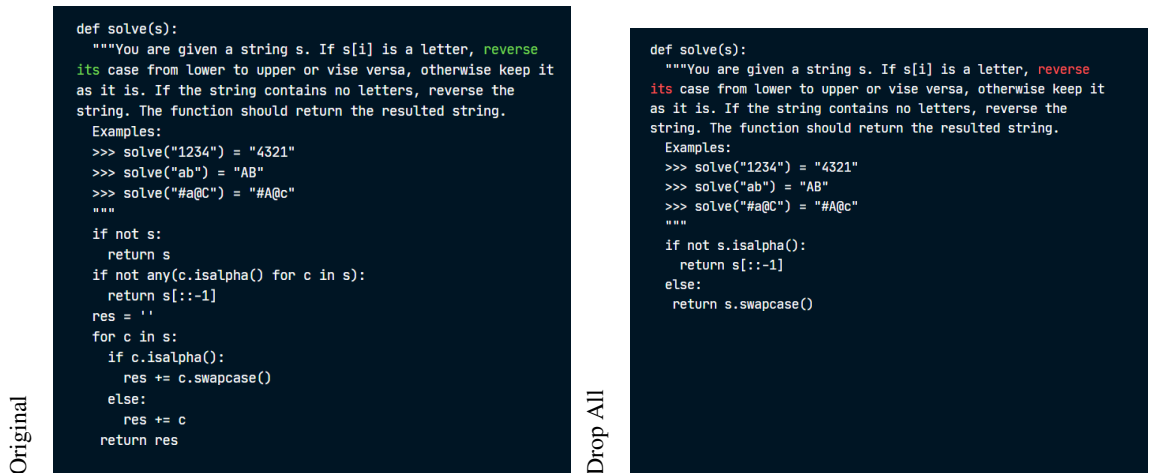 Original
def solve(s):
"""You are given a string s. If s[i] is a letter, reverse
its case from lower to upper or vise versa, otherwise keep it
as it is. If the string contains no letters, reverse the
string. The function should return the resulted string.
Examples:
>>> solve("1234") = "4321"
>>> solve("ab") = "AB"
>>> solve("#a@C") = "#A@c"
"""
if not s:
return s
if not any(c.isalpha() for c in s):
return s[::-1]
res = ''
for c in s:
if c.isalpha():
res += c.swapcase()
else:
res += c
return res
Drop All
def solve(s):
"""You are given a string s. If s[i] is a letter, reverse
its case from lower to upper or vise versa, otherwise keep it
as it is. If the string contains no letters, reverse the
string. The function should return the resulted string.
Examples:
>>> solve("1234") = "4321"
>>> solve("ab") = "AB"
>>> solve("#a@C") = "#A@c"
"""
if not s.isalpha():
return s[::-1]
else:
return s.swapcase()